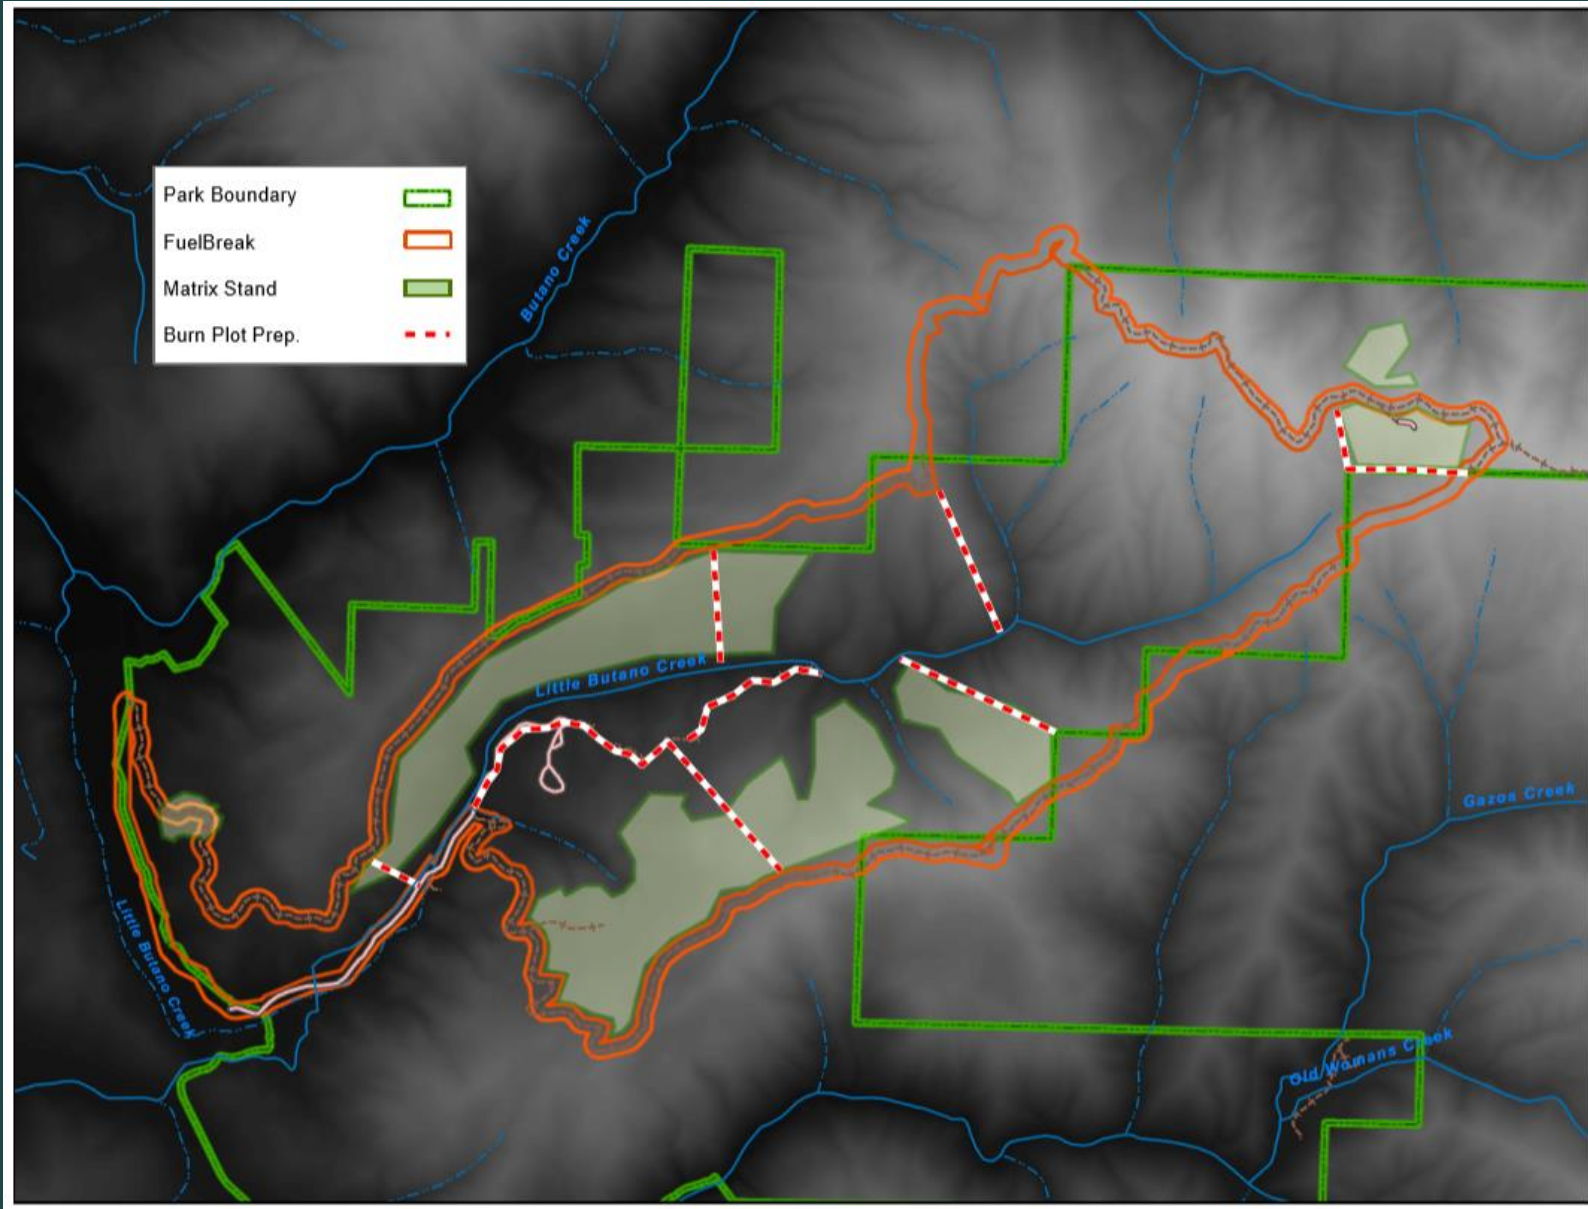 Park Boundary
FuelBreak
Matrix Stand
Burn Plot Prep.
Butano Creek
Little Butano Creek
Gazos Creek
Little Butano Creek
Old Womans Creek